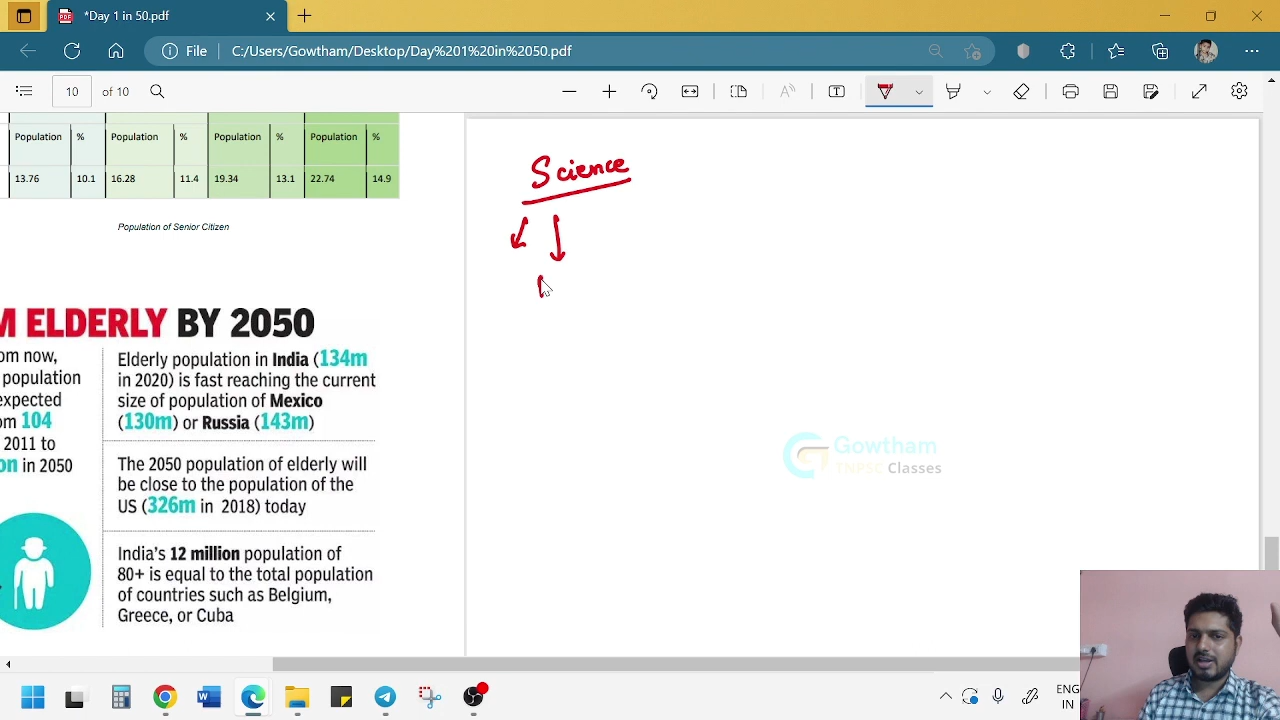 *Day 1 in 50.pdf
File
C:/Users/Gowtham/Desktop/Day%201%20in%2050.pdf
10
of 10
Population
%
Population
%
Population
%
Population
%
13.76
10.1
16.28
11.4
19.34
13.1
22.74
14.9
Population of Senior Citizen
M ELDERLY BY 2050
om now,
population
expected
om 104
2011 to
on in 2050
Elderly population in India (134m
in 2020) is fast reaching the current
size of population of Mexico
(130m) or Russia (143m)
The 2050 population of elderly will
be close to the population of the
US (326m in 2018) today
India's 12 million population of
80+ is equal to the total population
of countries such as Belgium,
Greece, or Cuba
Science
Gowtham
TNPSC Classes
ENG
IN